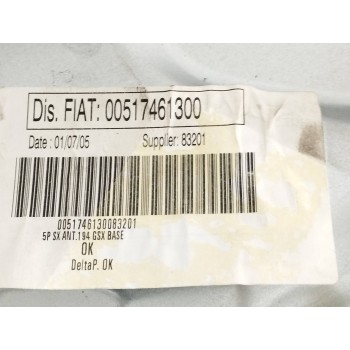 Dis. FIAT: 00517461300
Date : 01/07/05 Supplier: 83201
0051746130083201
5P SX ANT.194 GSX BASE
OK
DeltaP. OK